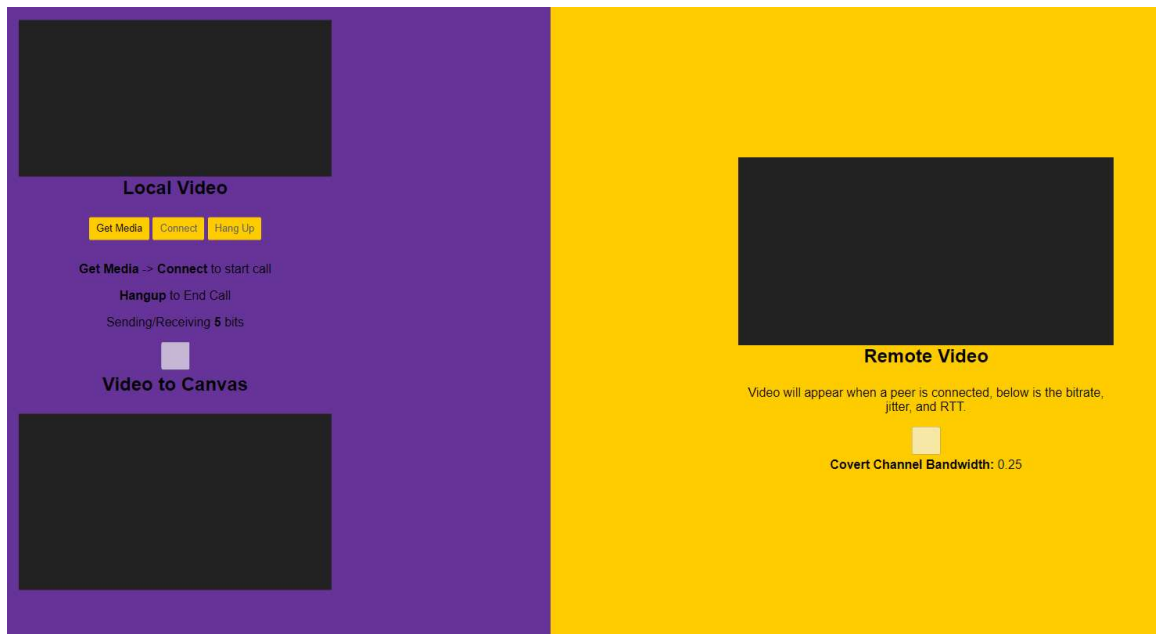 Local Video
Get Media Connect Hang Up
Get Media -> Connect to start call
Hangup to End Call
Sending/Receiving 5 bits
Video to Canvas
Remote Video
Video will appear when a peer is connected, below is the bitrate,
jitter, and RTT.
Covert Channel Bandwidth: 0.25